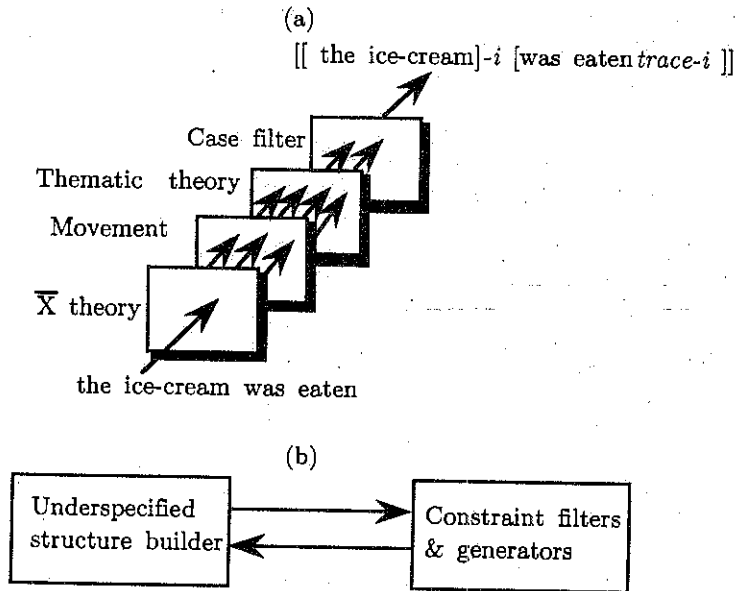 (a)
[[ the ice-cream]-i [was eaten trace-i ]]
Case filter
Thematic theory
Movement
X̅ theory
the ice-cream was eaten
(b)
Underspecified
structure builder
Constraint filters
& generators